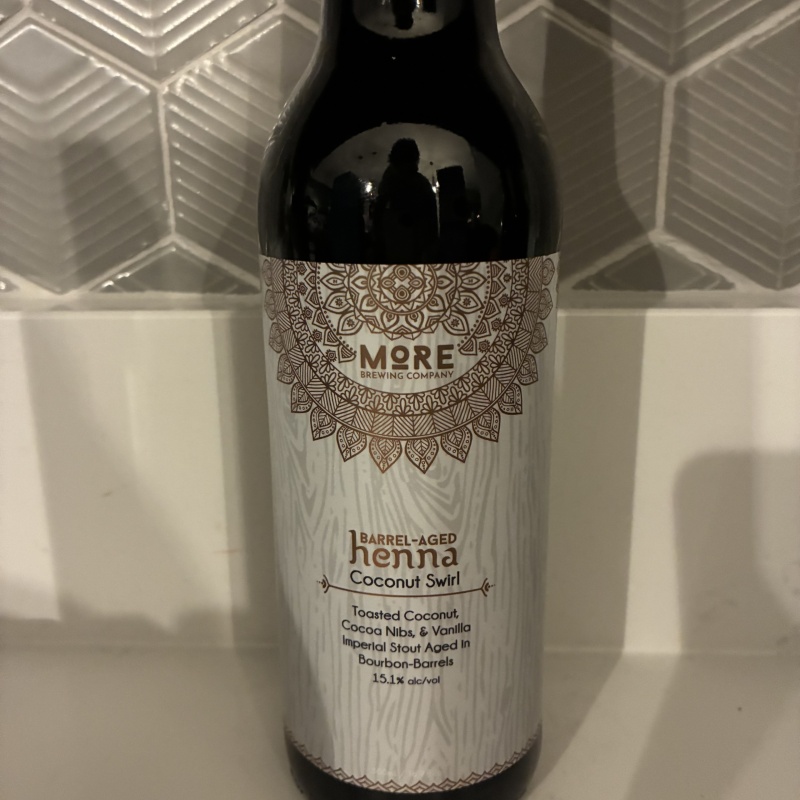 MORE
BREWING COMPANY
BARREL-AGED
henna
Coconut Swirl
Toasted Coconut,
Cocoa Nibs, & Vanilla
Imperial Stout Aged in
Bourbon-Barrels
15.1% alc/vol